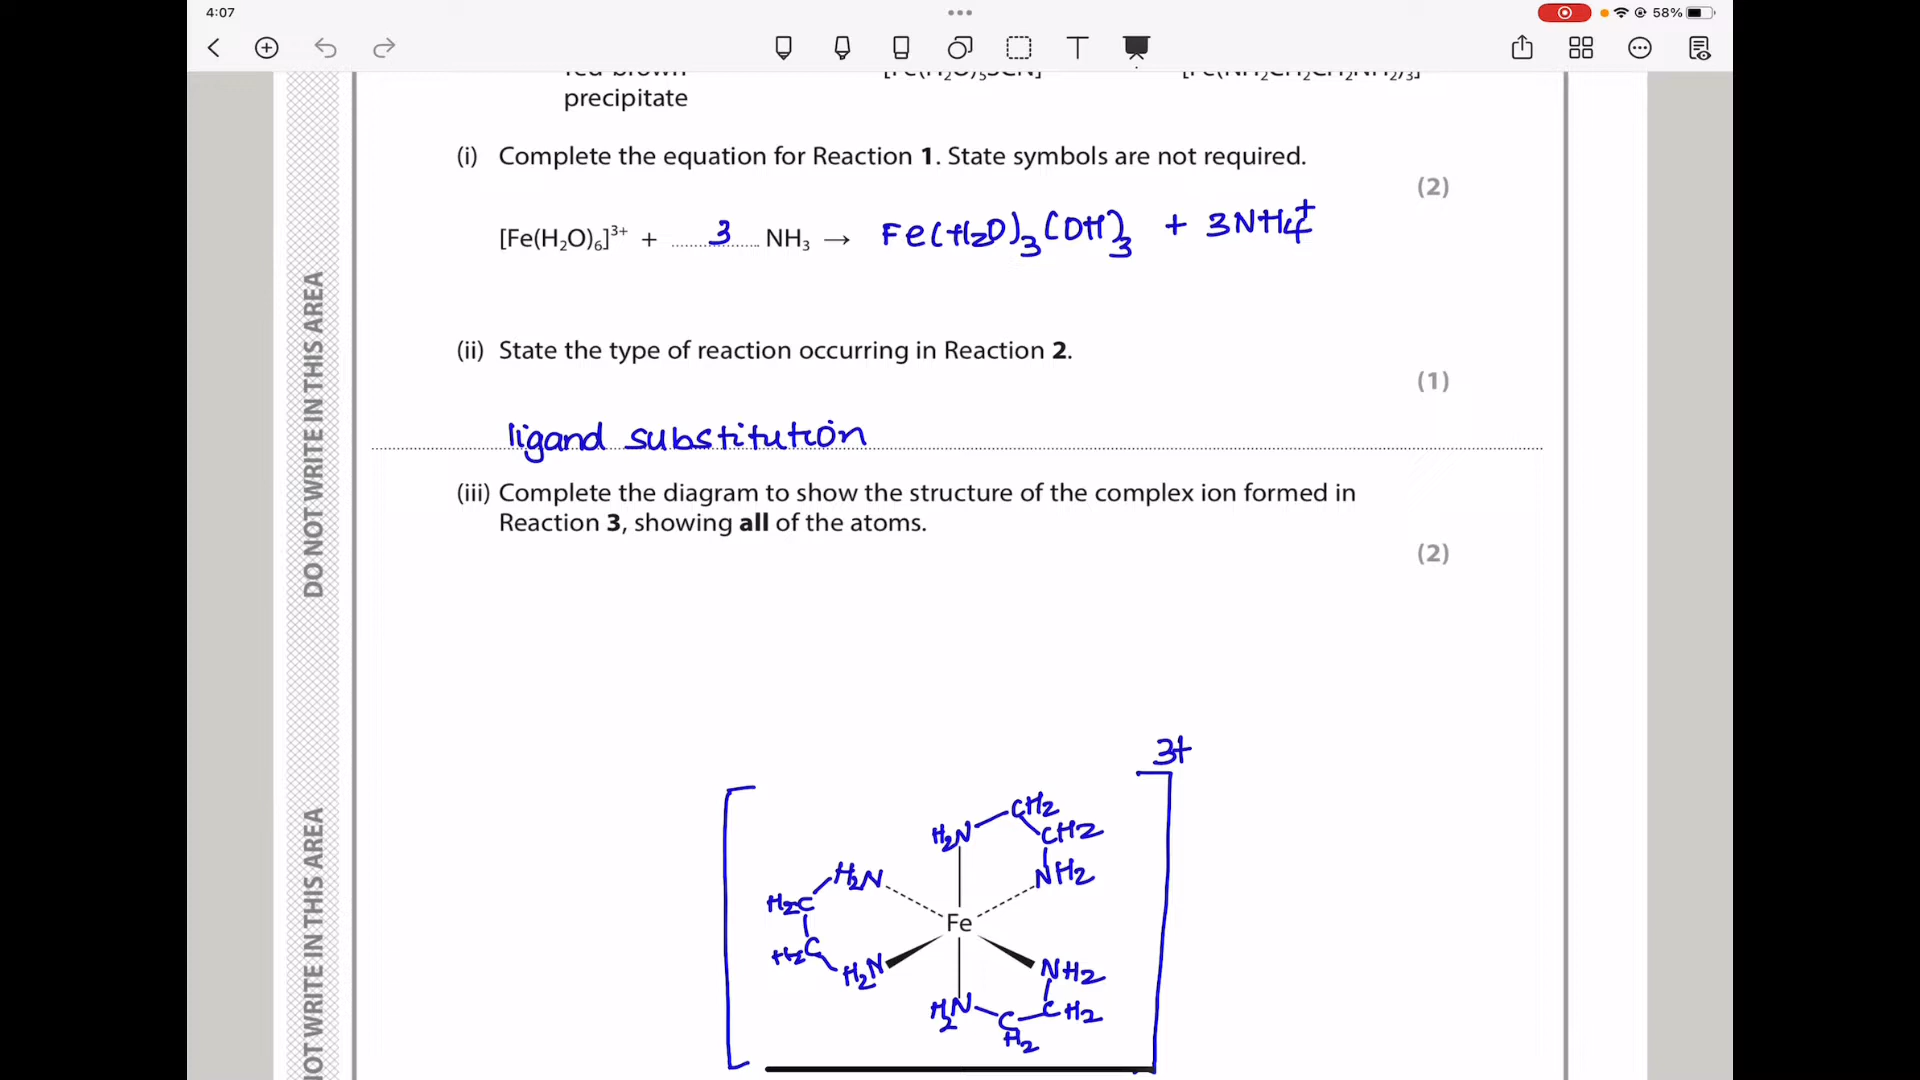 4:07
58%
precipitate
(i) Complete the equation for Reaction 1. State symbols are not required.
(2)
[Fe(H₂O)₆]³⁺ + 3 NH₃ → Fe(H₂O)₃(OH)₃ + 3NH₄⁺
(ii) State the type of reaction occurring in Reaction 2.
(1)
ligand substitution
(iii) Complete the diagram to show the structure of the complex ion formed in
Reaction 3, showing all of the atoms.
(2)
3+
CH₂
H₂N CH₂
H₂N NH₂
H₂C
Fe
H₂C
H₂N NH₂
H₂N CH₂
C
H₂
DO NOT WRITE IN THIS AREA
NOT WRITE IN THIS AREA